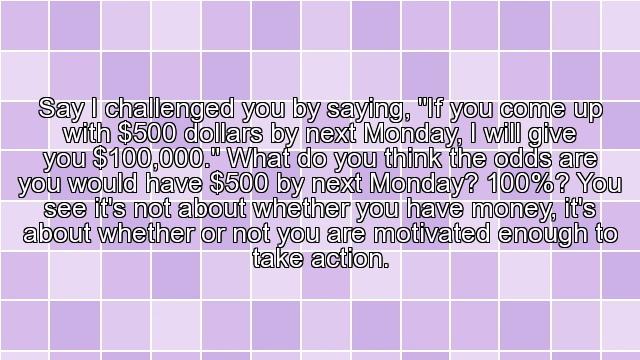 Say I challenged you by saying, "If you come up
with $500 dollars by next Monday, I will give
you $100,000." What do you think the odds are
you would have $500 by next Monday? 100%? You
see it's not about whether you have money, it's
about whether or not you are motivated enough to
take action.